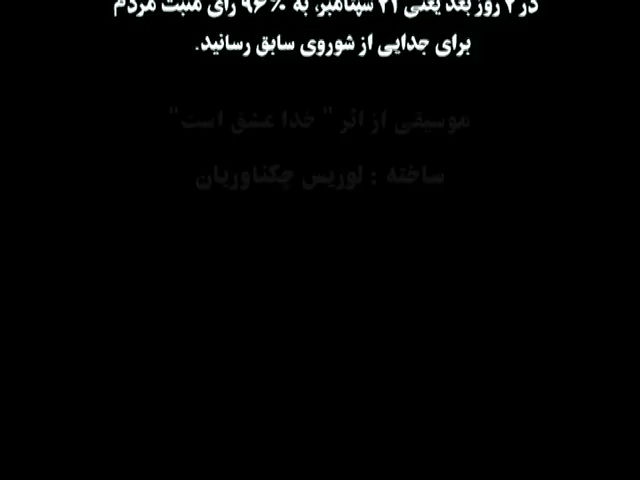 در ۲ روز بعد یعنی ۲۱ سپتامبر، به ۹۶٪ رای مثبت مردم
برای جدایی از شوروی سابق رسانید.
موسیقی از اثر " خدا عشق است"
ساخته : لوریس چکناوریان